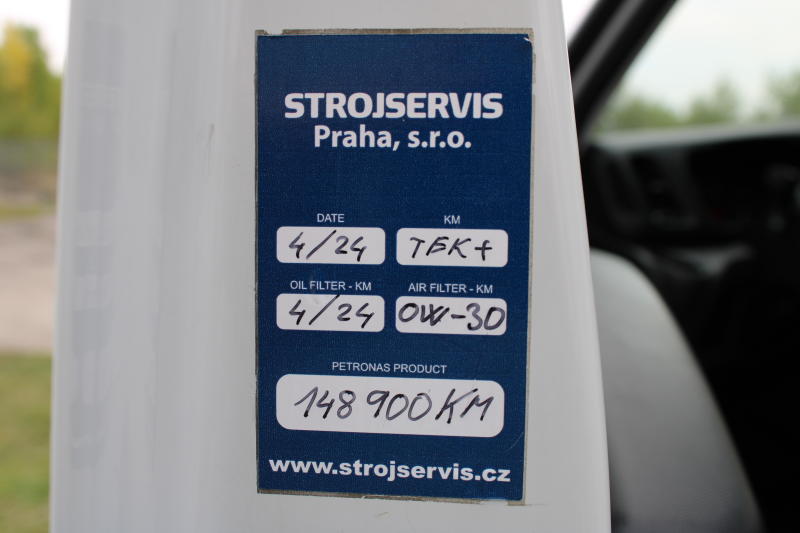 STROJSERVIS
Praha, s.r.o.
DATE KM
4/24 TEK+
OIL FILTER - KM AIR FILTER - KM
4/24 0W-30
PETRONAS PRODUCT
148 900 KM
www.strojservis.cz